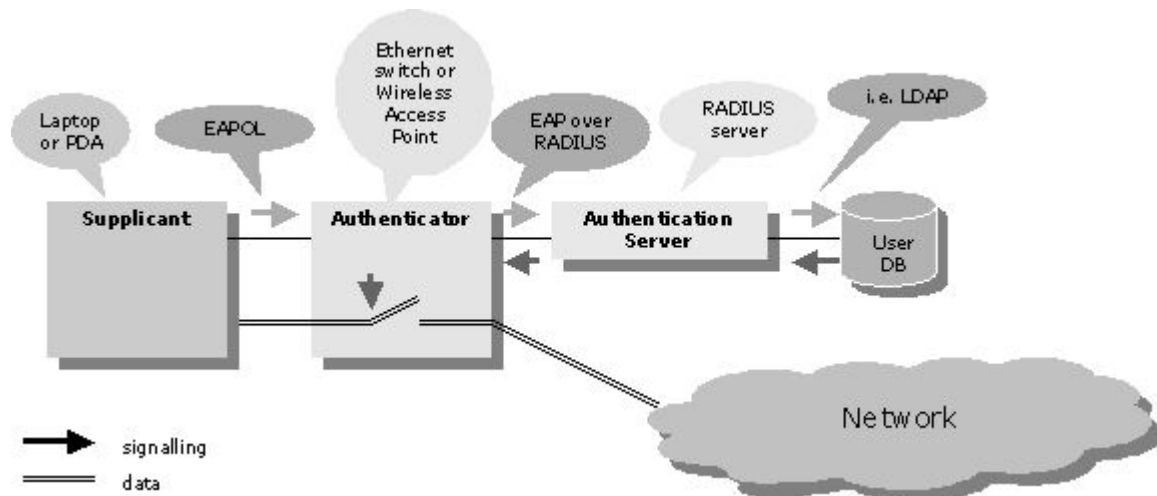 Ethernet
switch or
Wireless
Access
Point
Laptop
or PDA
EAPOL
EAP over
RADIUS
RADIUS
server
i.e. LDAP
Supplicant
Authenticator
Authentication
Server
User
DB
Network
signalling
data